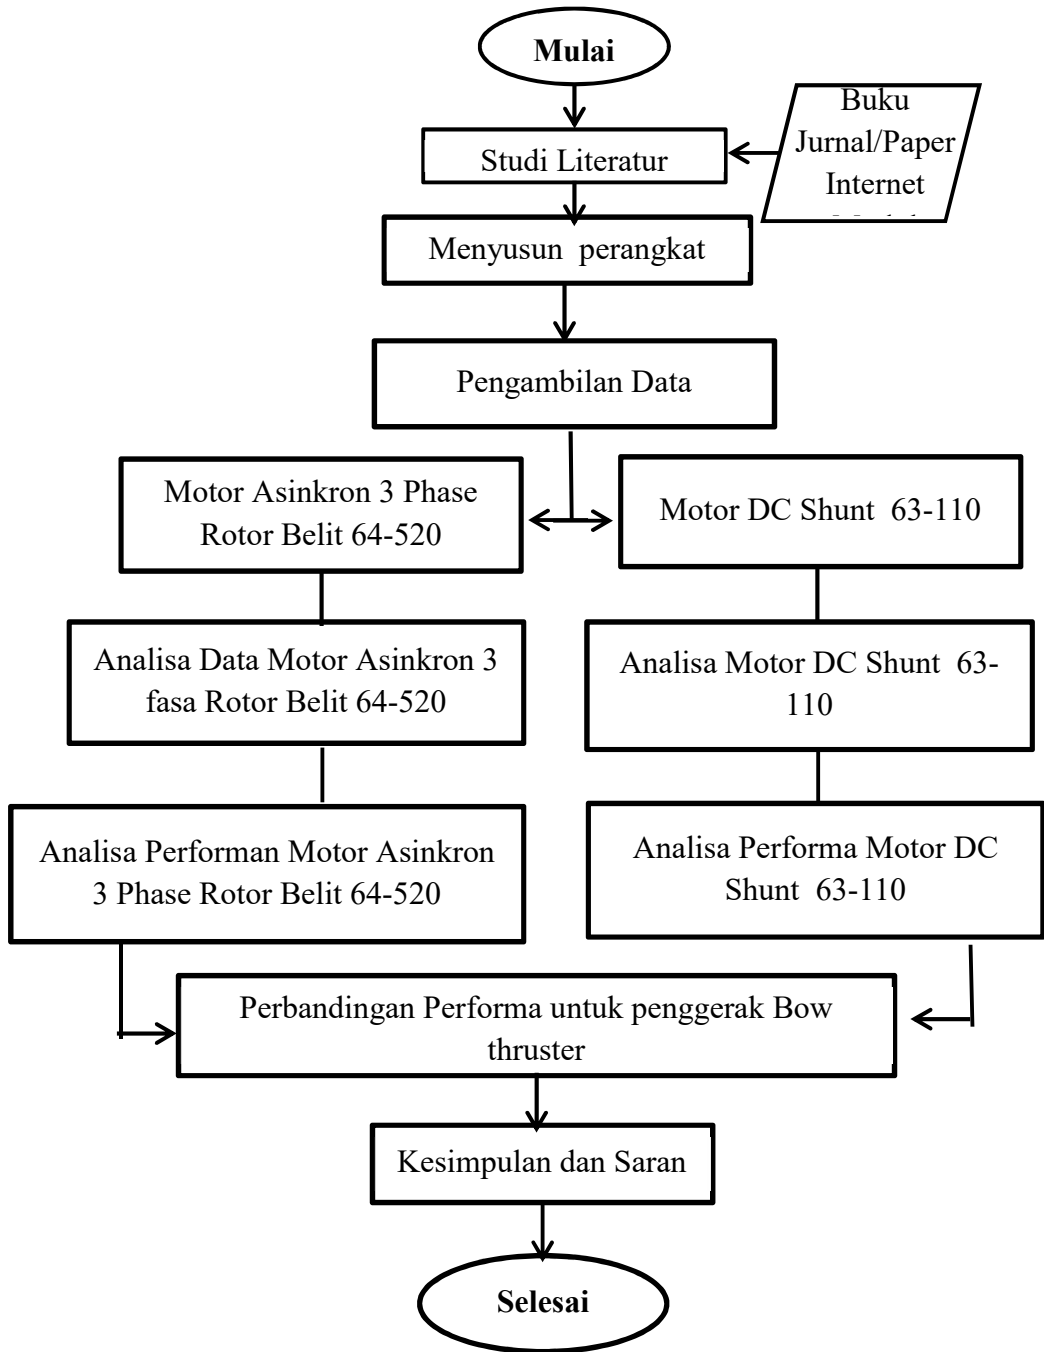 Mulai
Studi Literatur
Buku
Jurnal/Paper
Internet
Menyusun perangkat
Pengambilan Data
Motor Asinkron 3 Phase
Rotor Belit 64-520
Motor DC Shunt 63-110
Analisa Data Motor Asinkron 3
fasa Rotor Belit 64-520
Analisa Motor DC Shunt 63-
110
Analisa Performan Motor Asinkron
3 Phase Rotor Belit 64-520
Analisa Performa Motor DC
Shunt 63-110
Perbandingan Performa untuk penggerak Bow
thruster
Kesimpulan dan Saran
Selesai